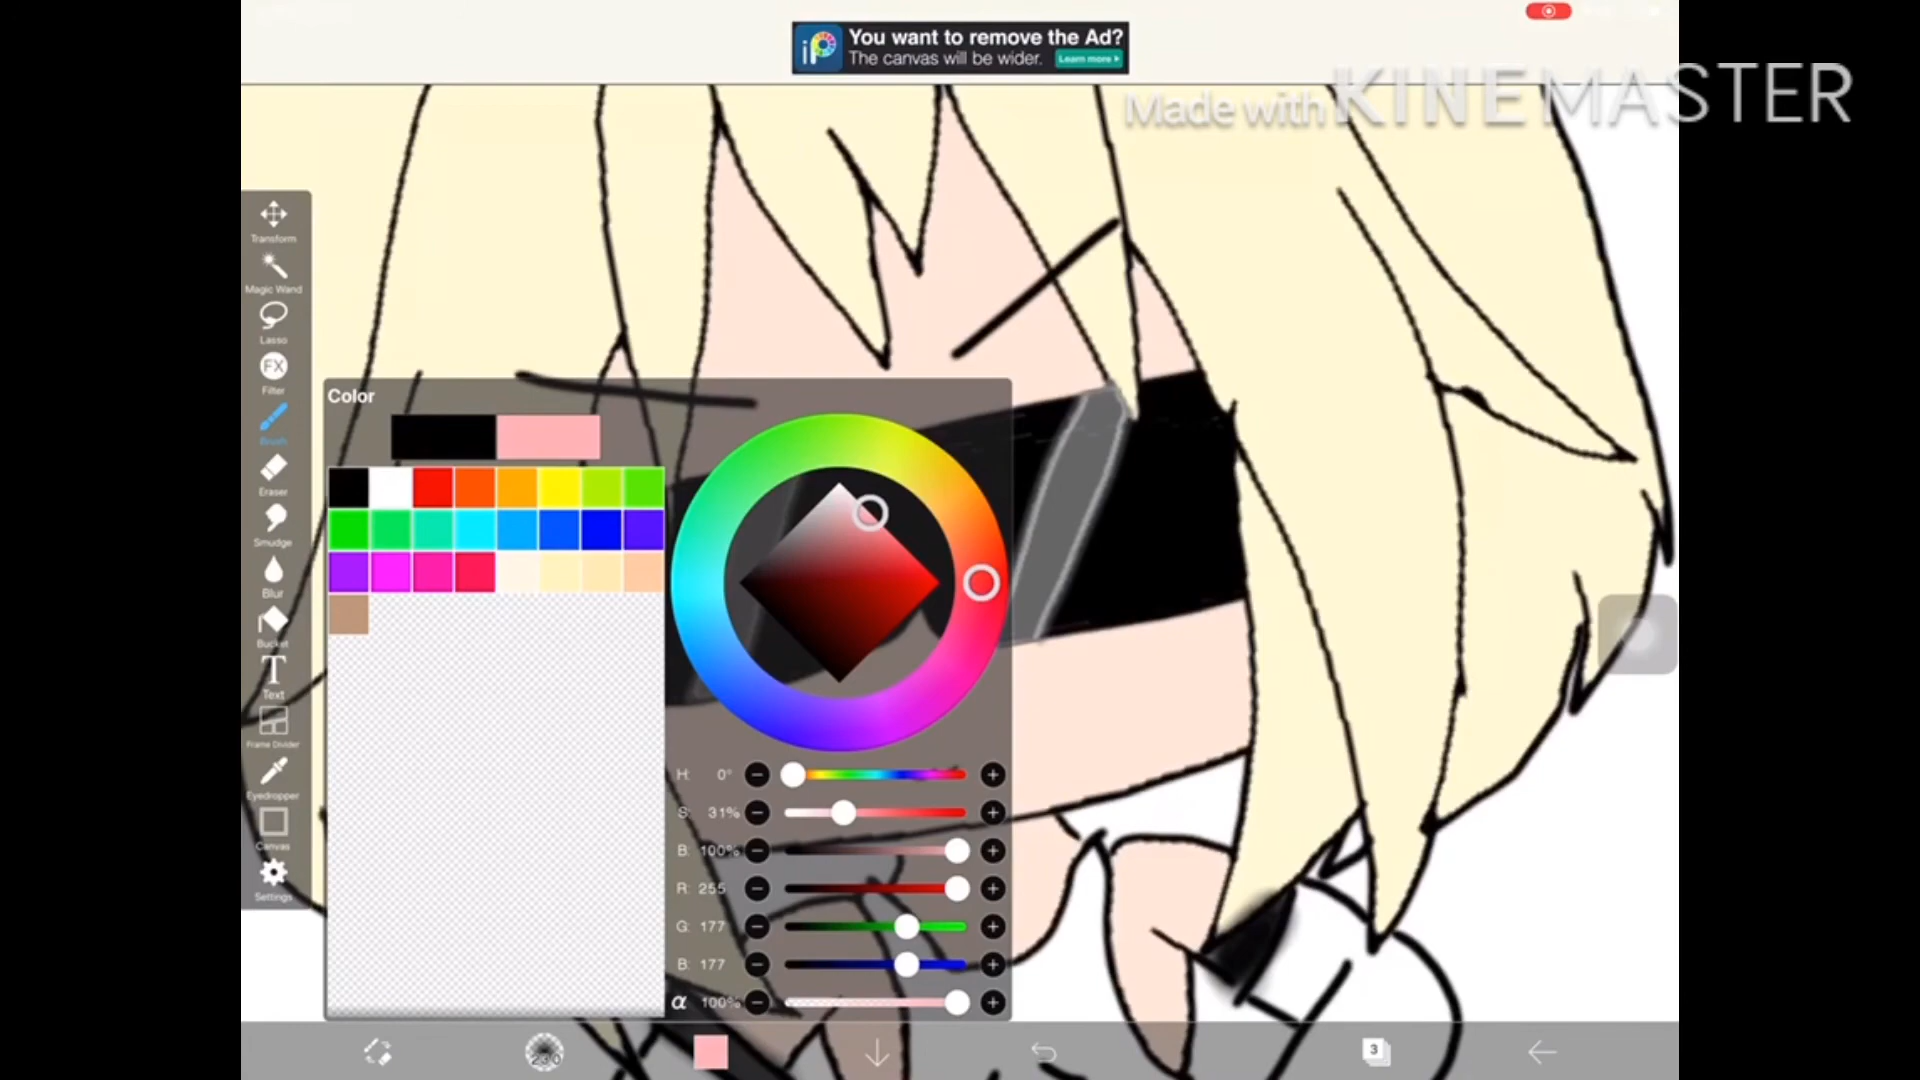 You want to remove the Ad?
The canvas will be wider.
Learn more
Made with KINEMASTER
Transform
Magic Wand
Lasso
FX
Filter
Brush
Eraser
Smudge
Blur
Bucket
T
Text
Frame Divider
Eyedropper
Canvas
Settings
Color
H: 0°
S: 31%
B: 100%
R: 255
G: 177
B: 177
α 100%
3